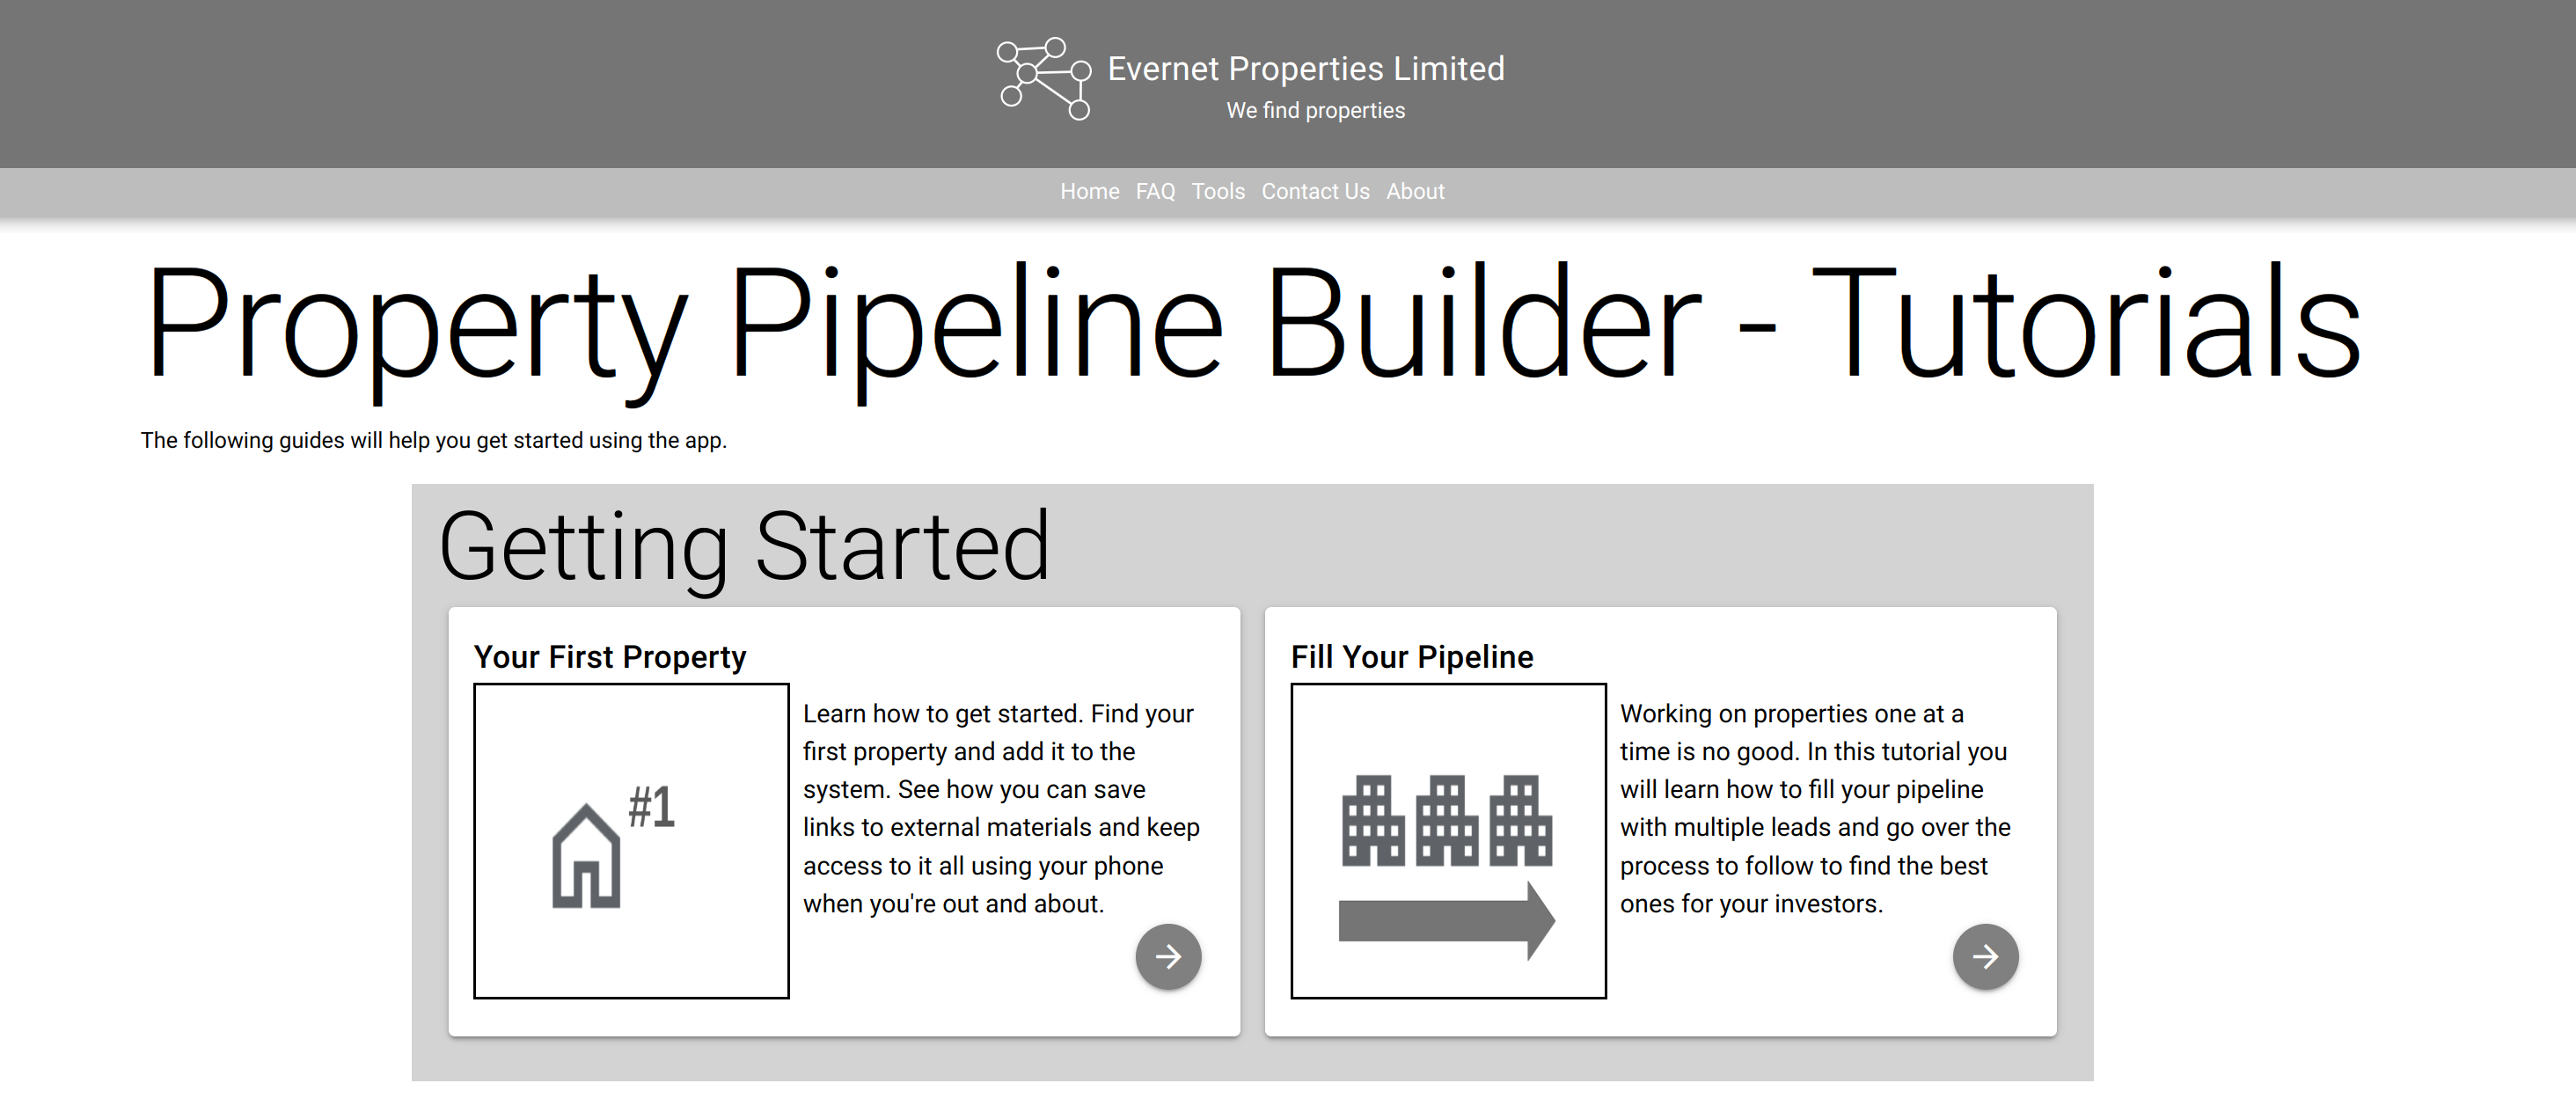 Evernet Properties Limited
We find properties
Home FAQ Tools Contact Us About
Property Pipeline Builder - Tutorials
The following guides will help you get started using the app.
Getting Started
Your First Property
#1
Learn how to get started. Find your
first property and add it to the
system. See how you can save
links to external materials and keep
access to it all using your phone
when you're out and about.
Fill Your Pipeline
Working on properties one at a
time is no good. In this tutorial you
will learn how to fill your pipeline
with multiple leads and go over the
process to follow to find the best
ones for your investors.